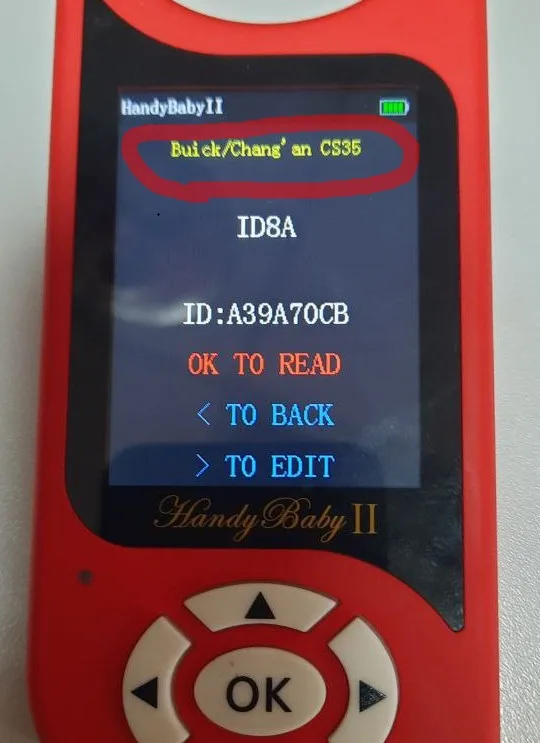 HandyBabyII
Buick/Chang'an CS35
ID8A
ID:A39A70CB
OK TO READ
< TO BACK
> TO EDIT
HandyBaby II
OK